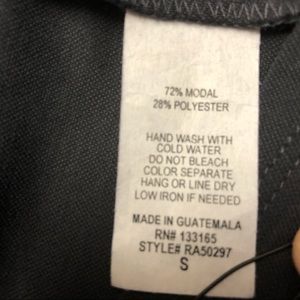 72% MODAL
28% POLYESTER
HAND WASH WITH
COLD WATER
DO NOT BLEACH
COLOR SEPARATE
HANG OR LINE DRY
LOW IRON IF NEEDED
MADE IN GUATEMALA
RN# 133165
STYLE# RA50297
S